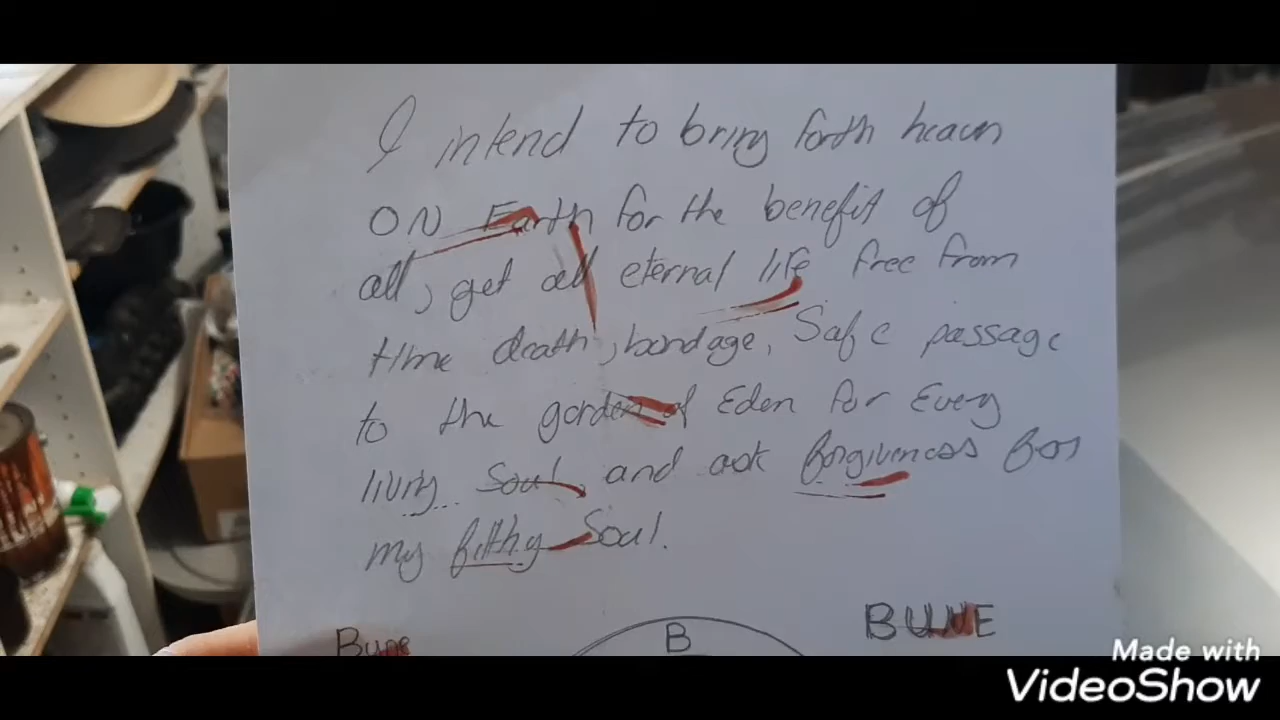 I intend to bring forth heaven
ON Earth for the benefit of
all, get all eternal life free from
time death, bondage, Safe passage
to the garden of Eden for Every
living Soul, and ask forgiveness for
my filthy Soul.
Bune
B
BUNE
Made with
VideoShow